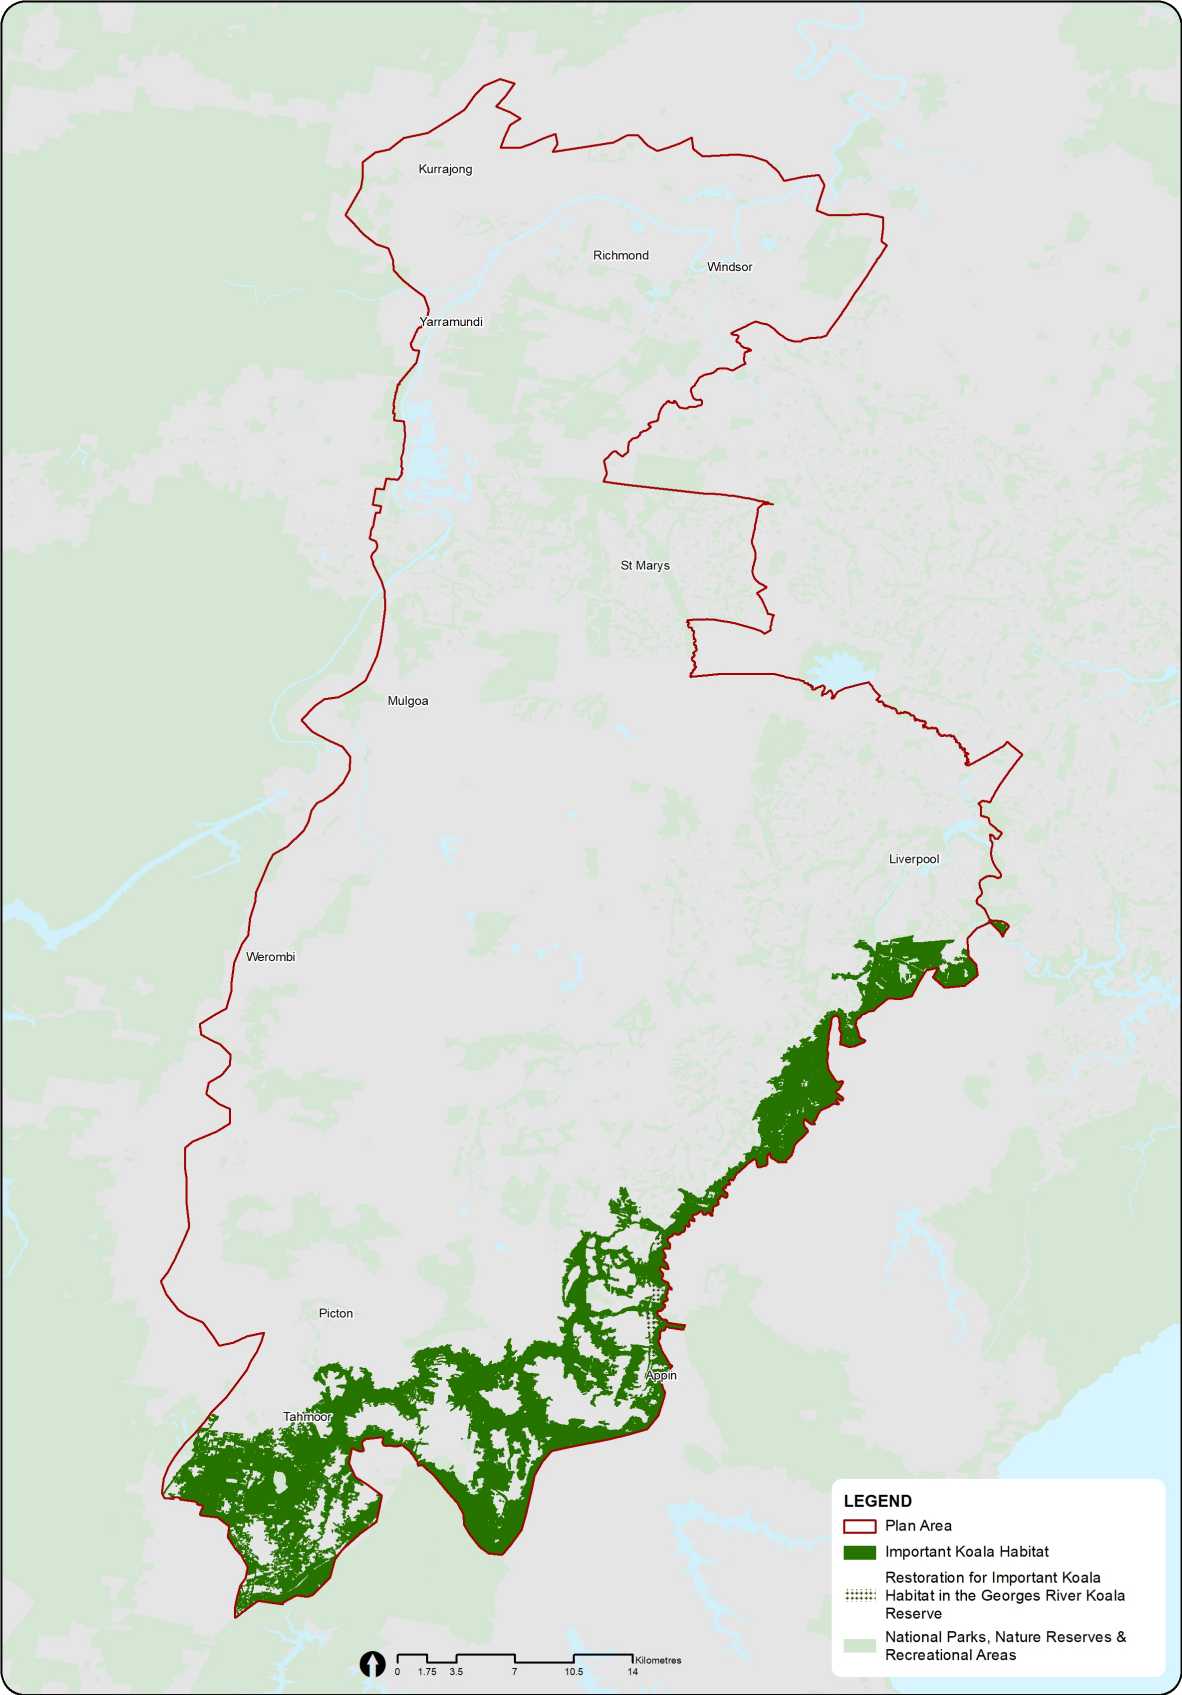 Kurrajong
Richmond
Windsor
Yarramundi
St Marys
Mulgoa
Liverpool
Werombi
Picton
Appin
Tahmoor
LEGEND
Plan Area
Important Koala Habitat
Restoration for Important Koala
Habitat in the Georges River Koala
Reserve
National Parks, Nature Reserves &
Recreational Areas
Kilometres
0 1.75 3.5 7 10.5 14